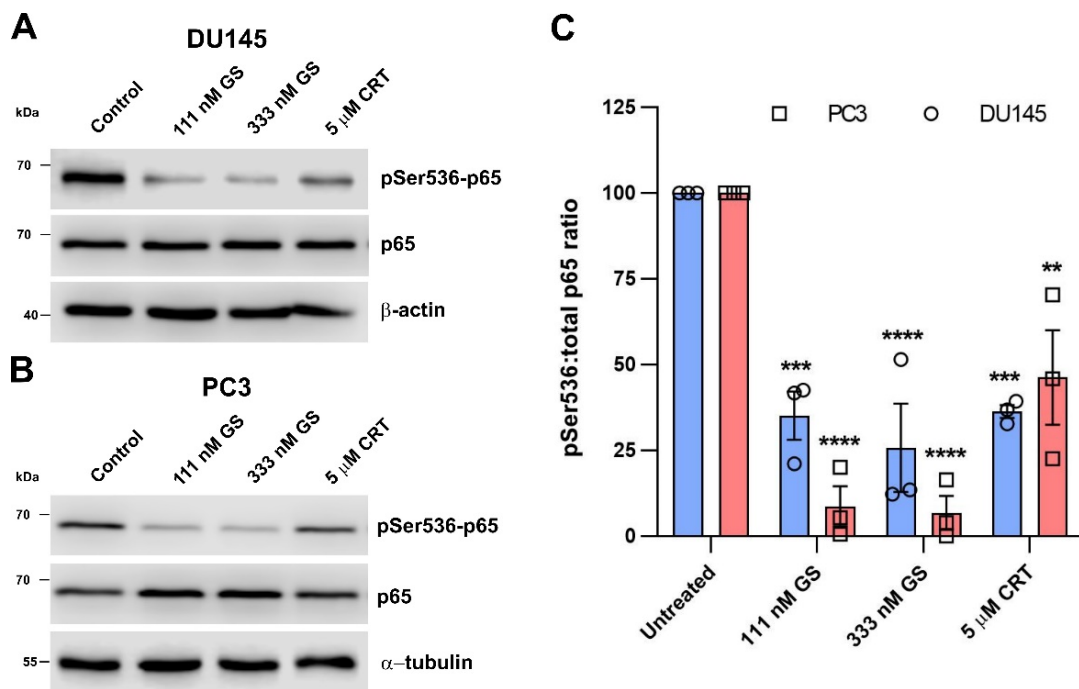 A
DU145
kDa
Control
111 nM GS
333 nM GS
5 μM CRT
70
pSer536-p65
70
p65
40
β-actin
B
PC3
kDa
Control
111 nM GS
333 nM GS
5 μM CRT
70
pSer536-p65
70
p65
55
α-tubulin
C
PC3
DU145
pSer536:total p65 ratio
125
100
75
50
25
0
***
****
****
****
***
**
Untreated
111 nM GS
333 nM GS
5 μM CRT